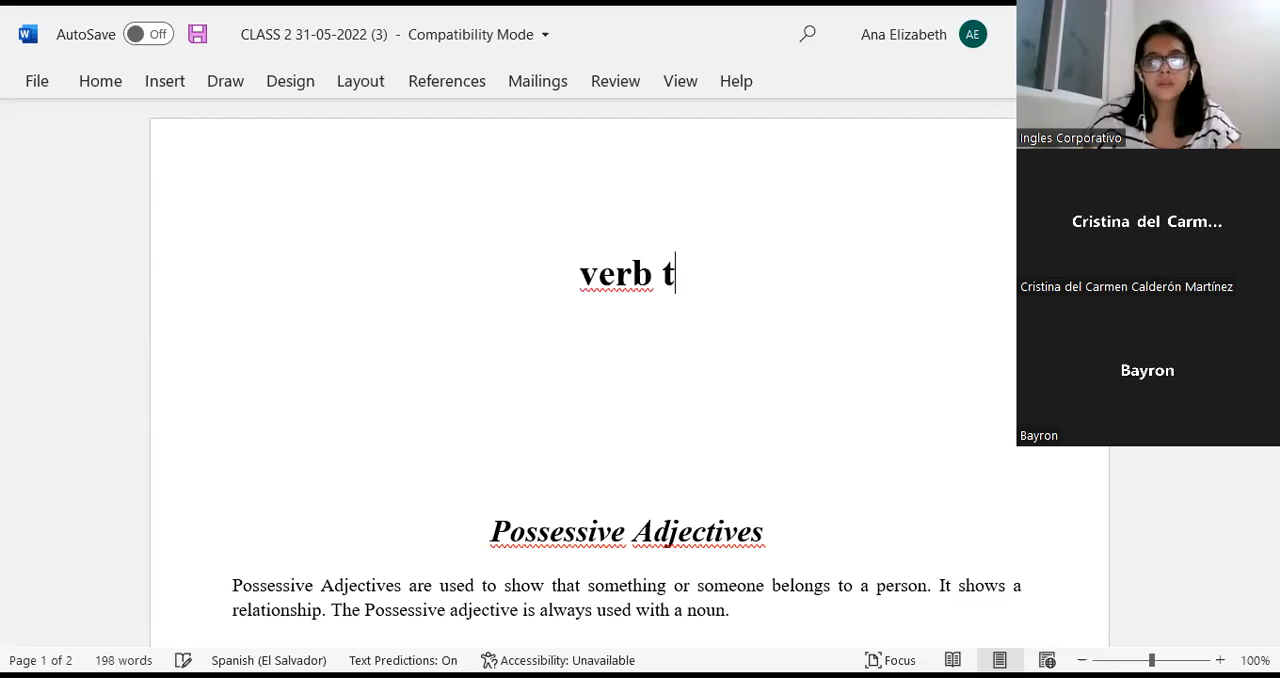 AutoSave Off CLASS 2 31-05-2022 (3) - Compatibility Mode Ana Elizabeth AE
File Home Insert Draw Design Layout References Mailings Review View Help
Ingles Corporativo
Cristina del Carm...
Cristina del Carmen Calderón Martínez
Bayron
Bayron
verb t
Possessive Adjectives
Possessive Adjectives are used to show that something or someone belongs to a person. It shows a
relationship. The Possessive adjective is always used with a noun.
Page 1 of 2 198 words Spanish (El Salvador) Text Predictions: On Accessibility: Unavailable Focus 100%